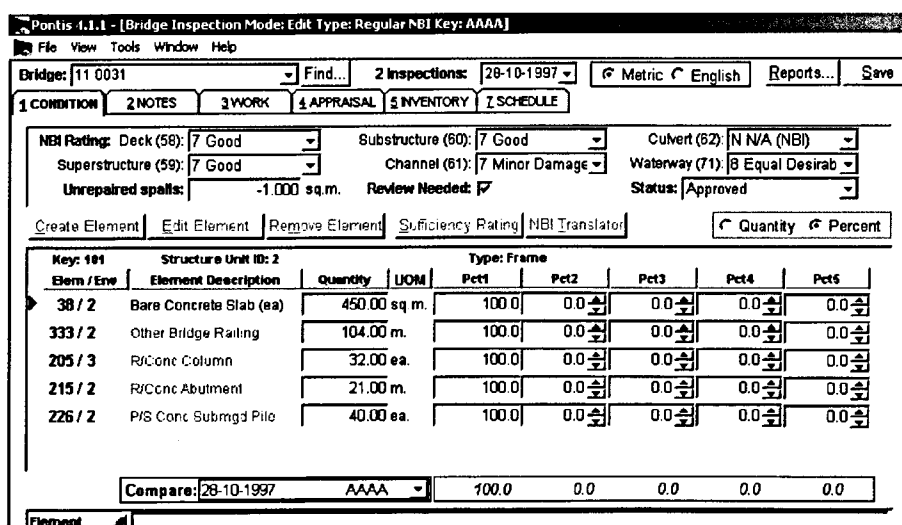 Pontis 4.1.1 - [Bridge Inspection Mode: Edit Type: Regular NBI Key: AAAA]
File View Tools Window Help
Bridge: 11 0031 Find... 2 Inspections: 28-10-1997 Metric English Reports... Save
1 CONDITION 2 NOTES 3 WORK 4 APPRAISAL 5 INVENTORY 7 SCHEDULE
NBI Rating: Deck (58): 7 Good Substructure (60): 7 Good Culvert (62): N N/A (NBI)
Superstructure (59): 7 Good Channel (61): 7 Minor Damage Waterway (71): 8 Equal Desirab
Unrepaired spalls: -1.000 sq.m. Review Needed: Status: Approved
Create Element Edit Element Remove Element Sufficiency Rating NBI Translator Quantity Percent
Key: 101 Structure Unit ID: 2 Type: Frame
Elem / Env Element Description Quantity UOM Pct1 Pct2 Pct3 Pct4 Pct5
38 / 2 Bare Concrete Slab (ea) 450.00 sq m. 100.0 0.0 0.0 0.0 0.0
333 / 2 Other Bridge Railing 104.00 m. 100.0 0.0 0.0 0.0 0.0
205 / 3 R/Conc Column 32.00 ea. 100.0 0.0 0.0 0.0 0.0
215 / 2 R/Conc Abutment 21.00 m. 100.0 0.0 0.0 0.0 0.0
226 / 2 P/S Conc Submgd Pile 40.00 ea. 100.0 0.0 0.0 0.0 0.0
Compare: 28-10-1997 AAAA 100.0 0.0 0.0 0.0 0.0
Element